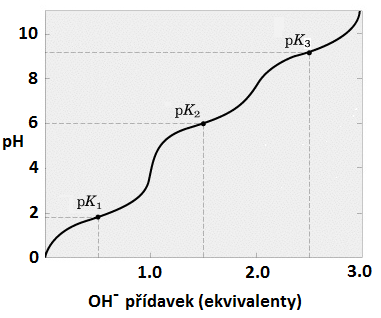 10
pK₃
8
pK₂
6
pH
4
pK₁
2
0
1.0 2.0 3.0
OH⁻ přídavek (ekvivalenty)